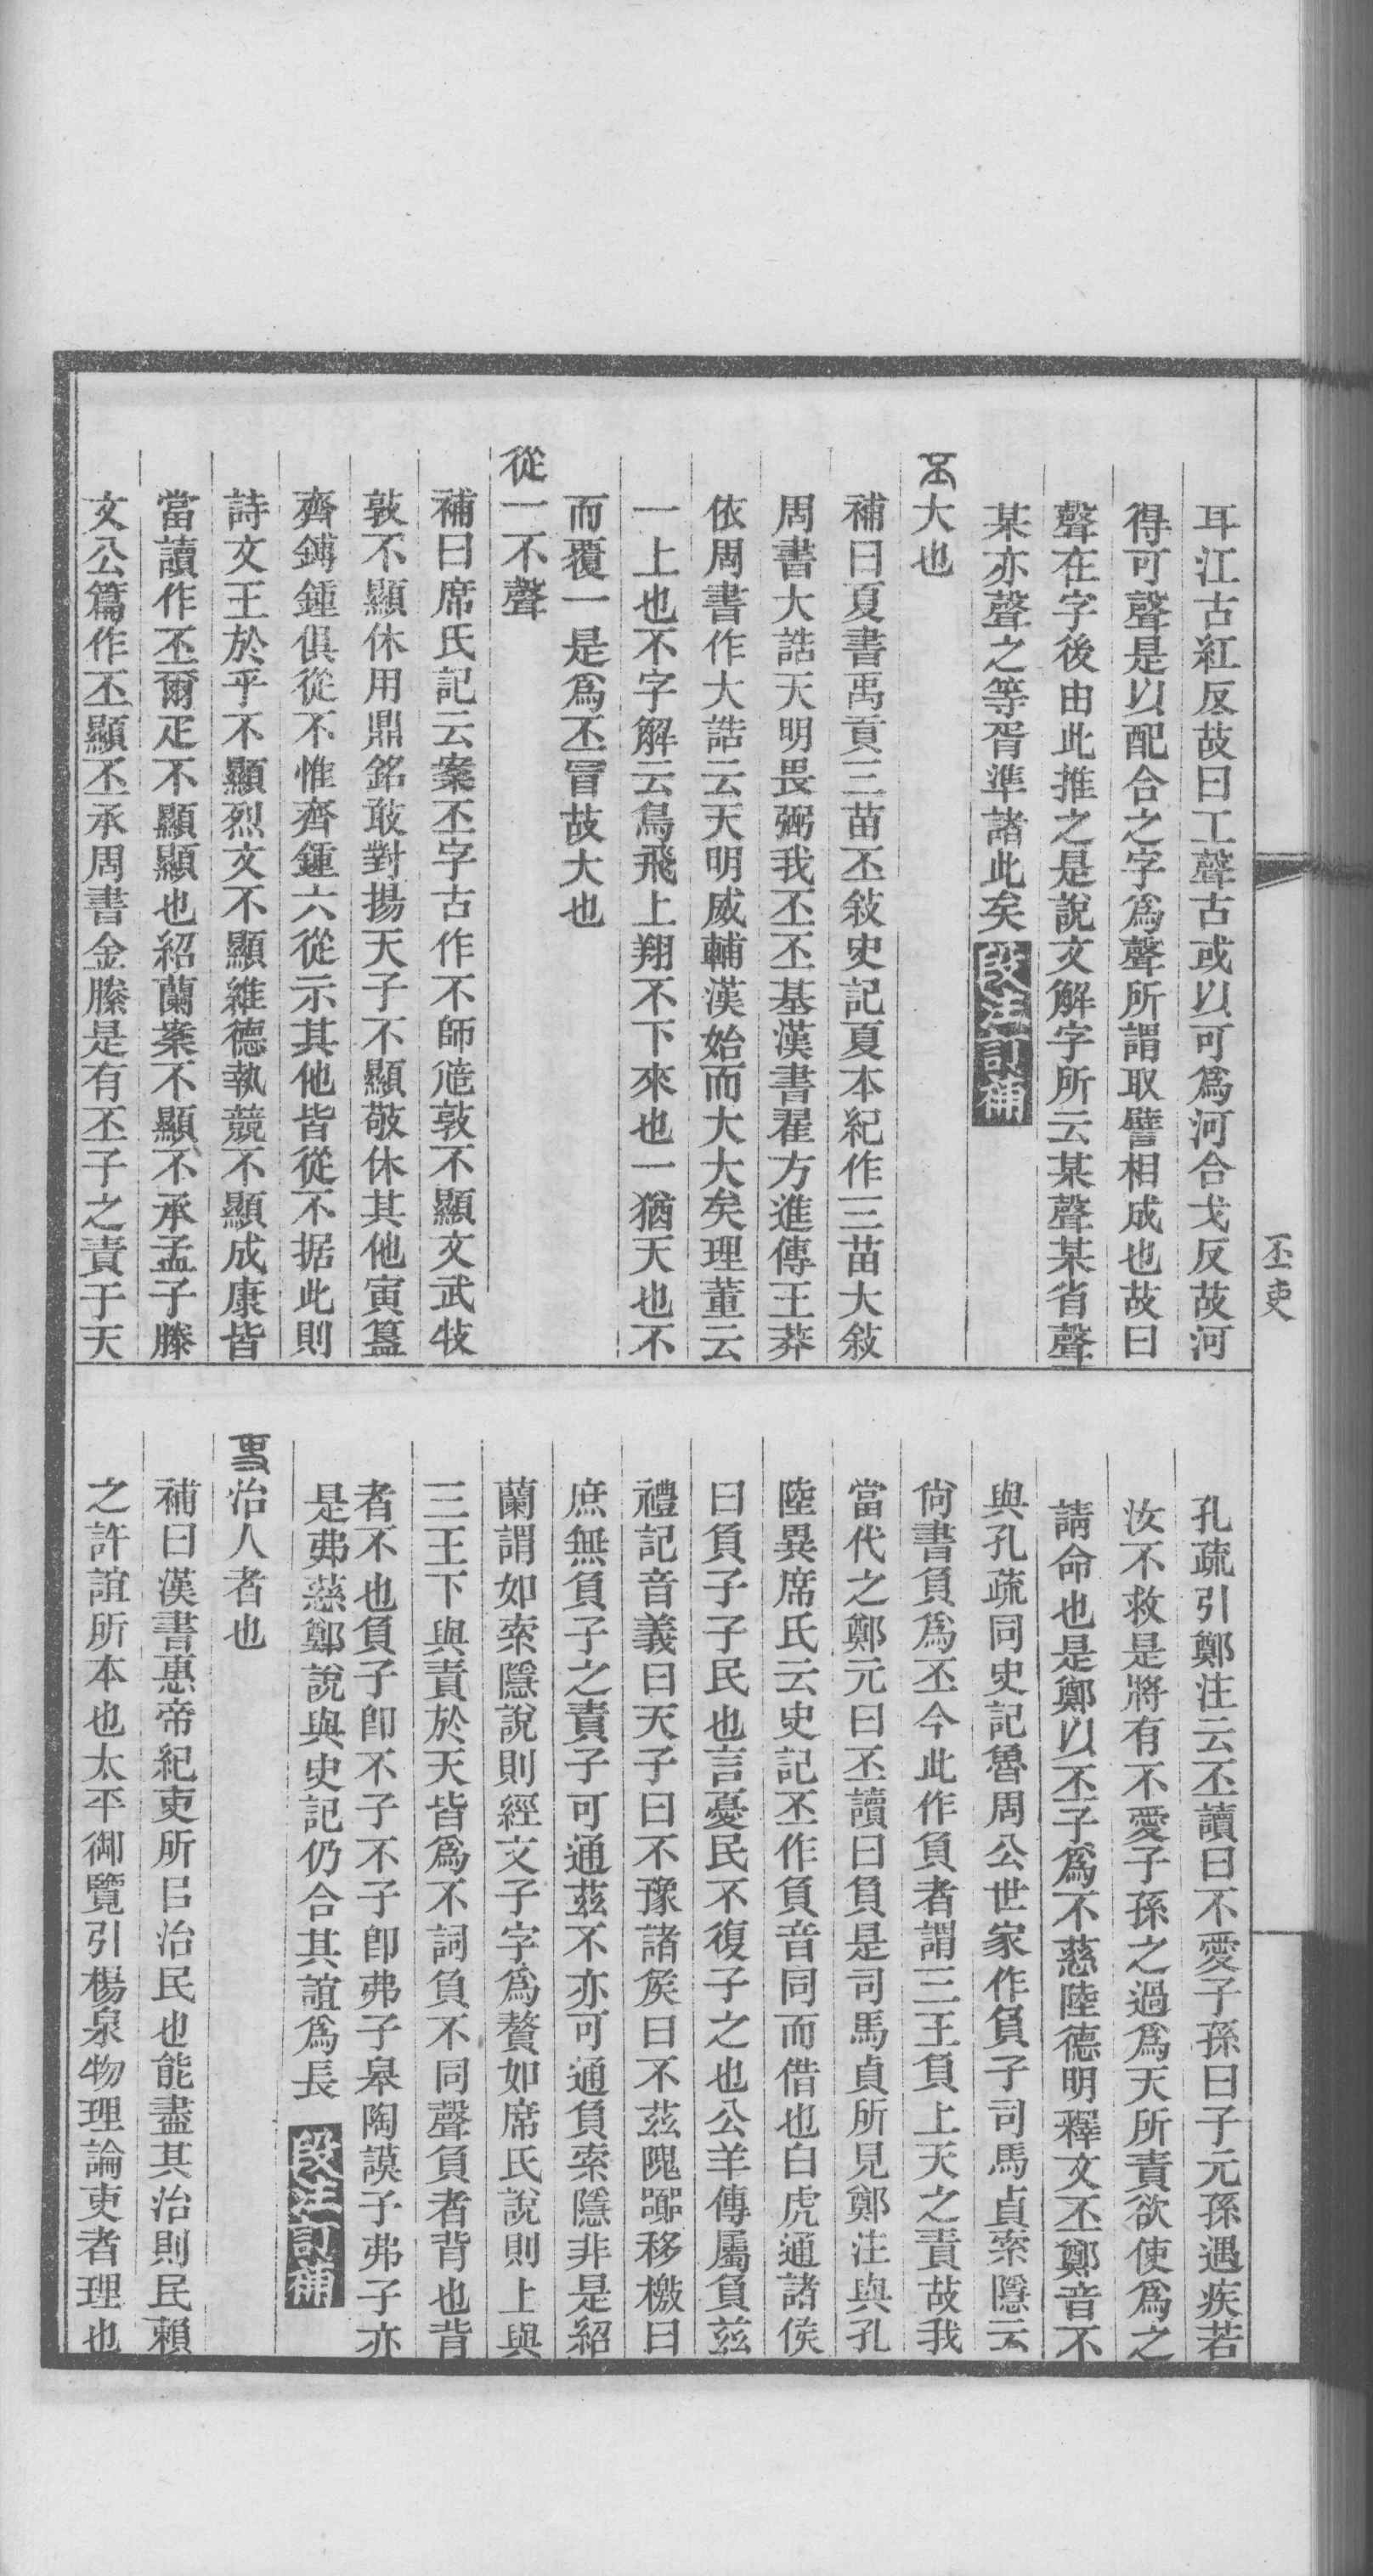 耳江古紅反故曰工聲古或以可爲河合戈反故河
得可聲是以配合之字爲聲所謂取譬相成也故曰
聲在字後由此推之是說文解字所云某聲某省聲
某亦聲之等胥準諸此矣段注訂補
大也
補曰夏書禹貢三苗丕敍史記夏本紀作三苗大敍
周書大誥天明畏弼我丕丕基漢書翟方進傳王莽
依周書作大誥云天明威輔漢始而大大矣理董云
一上也不字解云鳥飛上翔不下來也一猶天也不
而覆一是爲丕冒故大也
從一不聲
補曰席氏記云案丕字古作不師𩛥敦不顯文武牧
敦不顯休用鼎銘敢對揚天子不顯敬休其他寅簋
齊鎛鍾俱從不惟齊鍾六從示其他皆從不据此則
詩文王於乎不顯烈文不顯維德執競不顯成康皆
當讀作丕爾疋不顯顯也紹蘭案不顯不承孟子滕
文公篇作丕顯丕承周書金縢是有丕子之責于天
孔疏引鄭注云丕讀曰不愛子孫曰子元孫遇疾若
汝不救是將有不愛子孫之過爲天所責欲使爲之
請命也是鄭以丕子爲不慈陸德明釋文丕鄭音不
與孔疏同史記魯周公世家作負子司馬貞索隱云
尙書負爲丕今此作負者謂三王負上天之責故我
當代之鄭元曰丕讀曰負是司馬貞所見鄭注與孔
陸異席氏云史記丕作負音同而借也白虎通諸侯
曰負子子民也言憂民不復子之也公羊傳屬負玆
禮記音義曰天子曰不豫諸矦曰不玆隗囂移檄曰
庶無負子之責子可通玆不亦可通負索隱非是紹
蘭謂如索隱說則經文子字爲贅如席氏說則上與
三王下與責於天皆爲不詞負不同聲負者背也背
者不也負子卽不子不子卽弗子臯陶謨子弗子亦
是弗慈鄭說與史記仍合其誼爲長段注訂補
治人者也
補曰漢書惠帝紀吏所㠯治民也能盡其治則民賴
之許誼所本也太平御覽引楊泉物理論吏者理也
丕吏